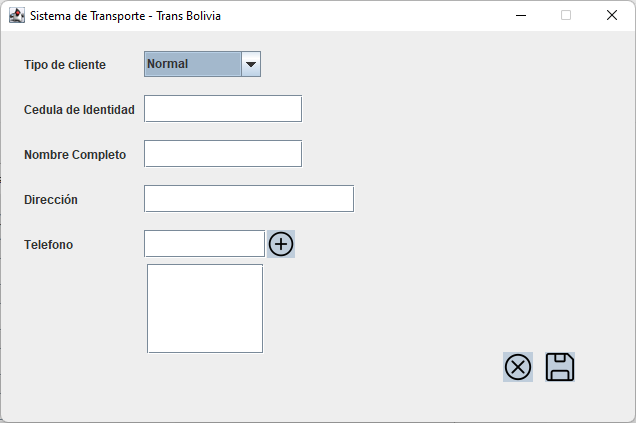 Sistema de Transporte - Trans Bolivia
Tipo de cliente Normal
Cedula de Identidad
Nombre Completo
Dirección
Telefono